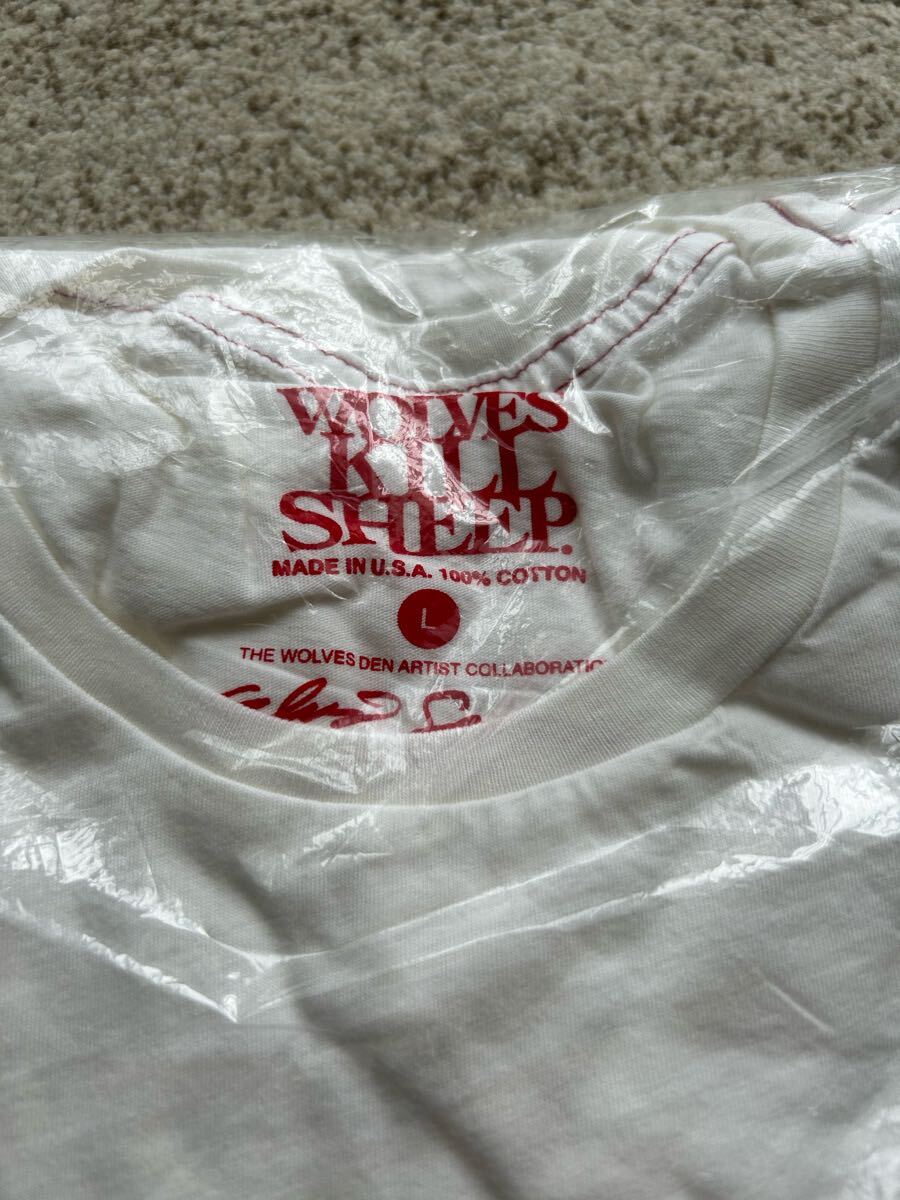 WOLVES
KILL
SHEEP.
MADE IN U.S.A. 100% COTTON
L
THE WOLVES DEN ARTIST COLLABORATIO